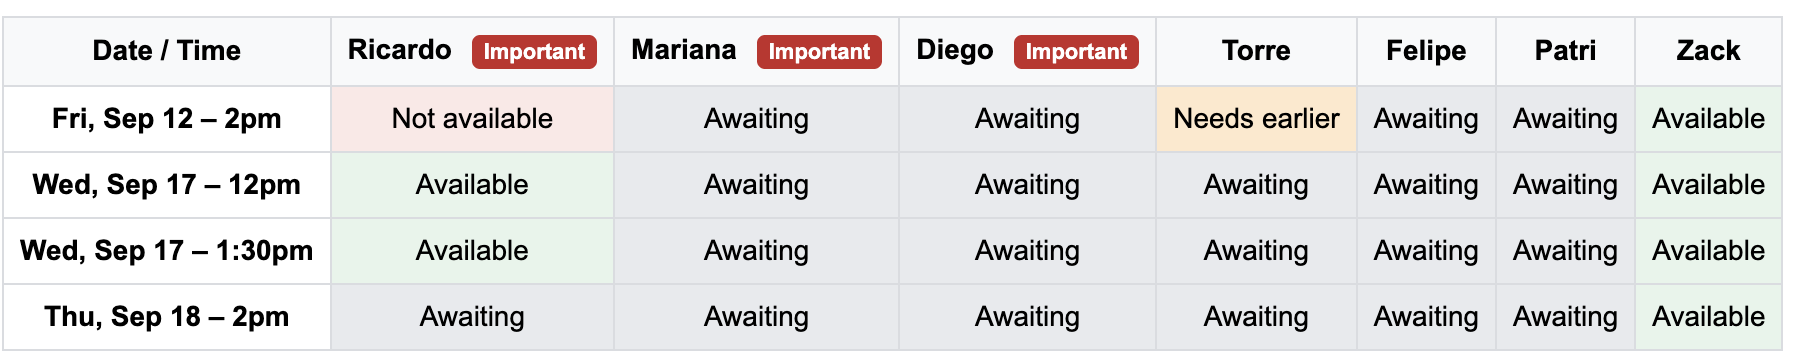 Date / Time Ricardo Important Mariana Important Diego Important Torre Felipe Patri Zack
Fri, Sep 12 – 2pm Not available Awaiting Awaiting Needs earlier Awaiting Awaiting Available
Wed, Sep 17 – 12pm Available Awaiting Awaiting Awaiting Awaiting Awaiting Available
Wed, Sep 17 – 1:30pm Available Awaiting Awaiting Awaiting Awaiting Awaiting Available
Thu, Sep 18 – 2pm Awaiting Awaiting Awaiting Awaiting Awaiting Awaiting Available